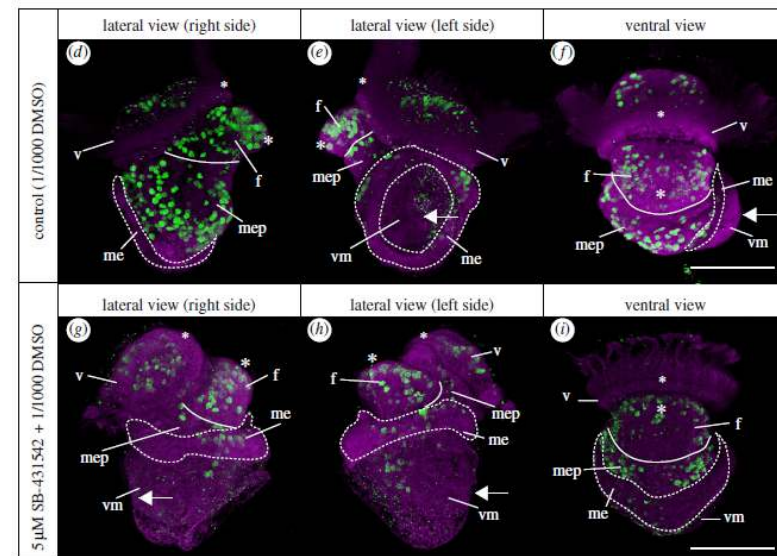 lateral view (right side) lateral view (left side) ventral view
control (1/1000 DMSO)
(d) (e) (f)
* * *
v f * mep me
f * mep v vm me
v f * me mep vm
lateral view (right side) lateral view (left side) ventral view
5 µM SB-431542 + 1/1000 DMSO
(g) (h) (i)
* * *
v * f me mep vm
* f v mep me vm
v * f mep me vm